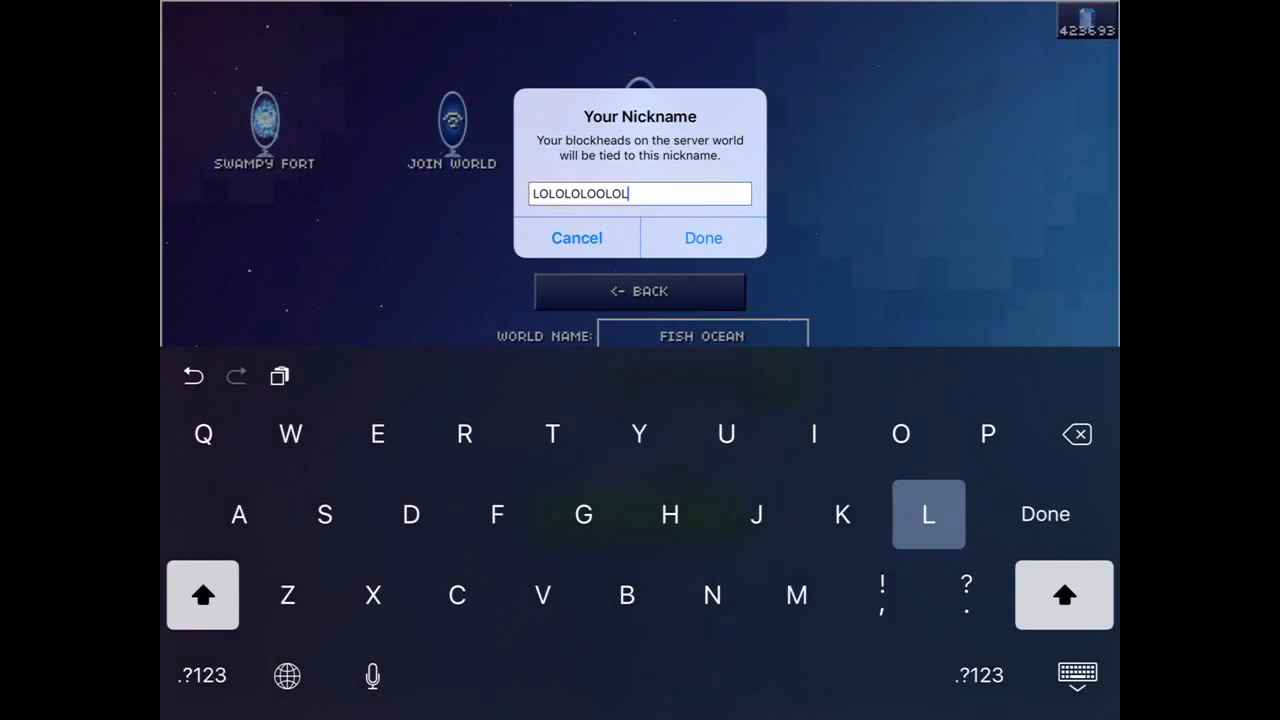 423693
SWAMPY FORT
JOIN WORLD
Your Nickname
Your blockheads on the server world
will be tied to this nickname.
LOLOLOLOOLOL
Cancel
Done
<- BACK
WORLD NAME:
FISH OCEAN
Q W E R T Y U I O P
A S D F G H J K L Done
Z X C V B N M ! , ? .
.?123 .?123